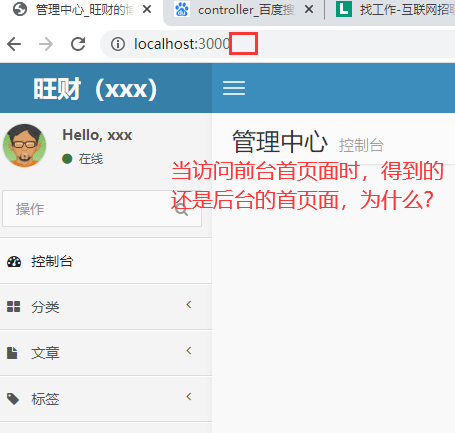 管理中心_旺财的博
controller_百度搜
找工作-互联网招聘
localhost:3000
旺财（xxx）
Hello, xxx
在线
操作
控制台
分类
文章
标签
管理中心 控制台
当访问前台首页面时，得到的
还是后台的首页面，为什么？